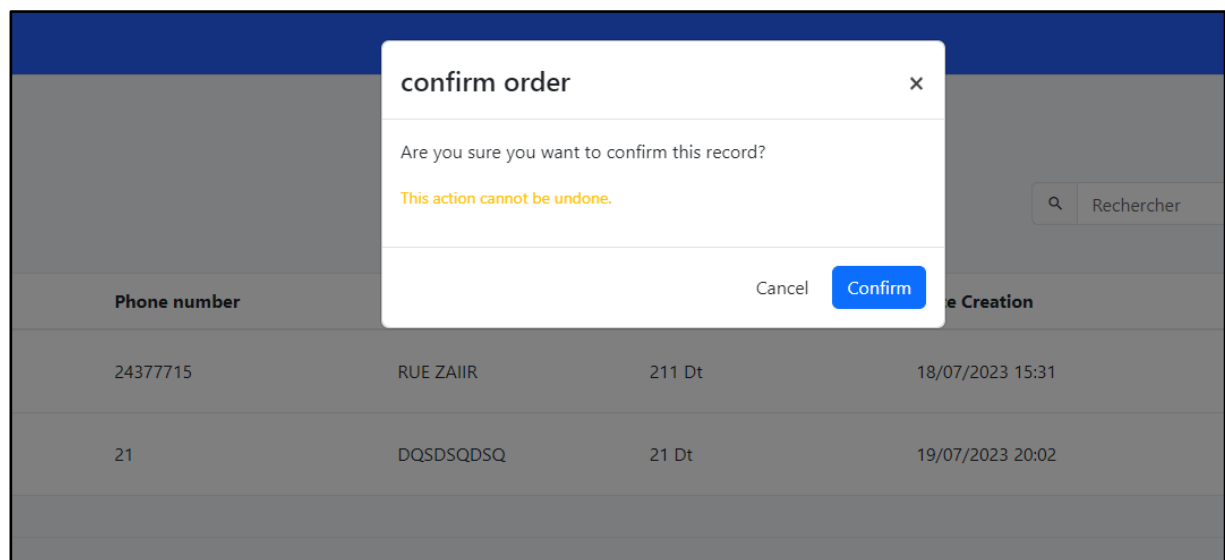 confirm order ×
Are you sure you want to confirm this record?
This action cannot be undone.
Rechercher
Cancel Confirm
Phone number Creation
24377715 RUE ZAIIR 211 Dt 18/07/2023 15:31
21 DQSDSQDSQ 21 Dt 19/07/2023 20:02